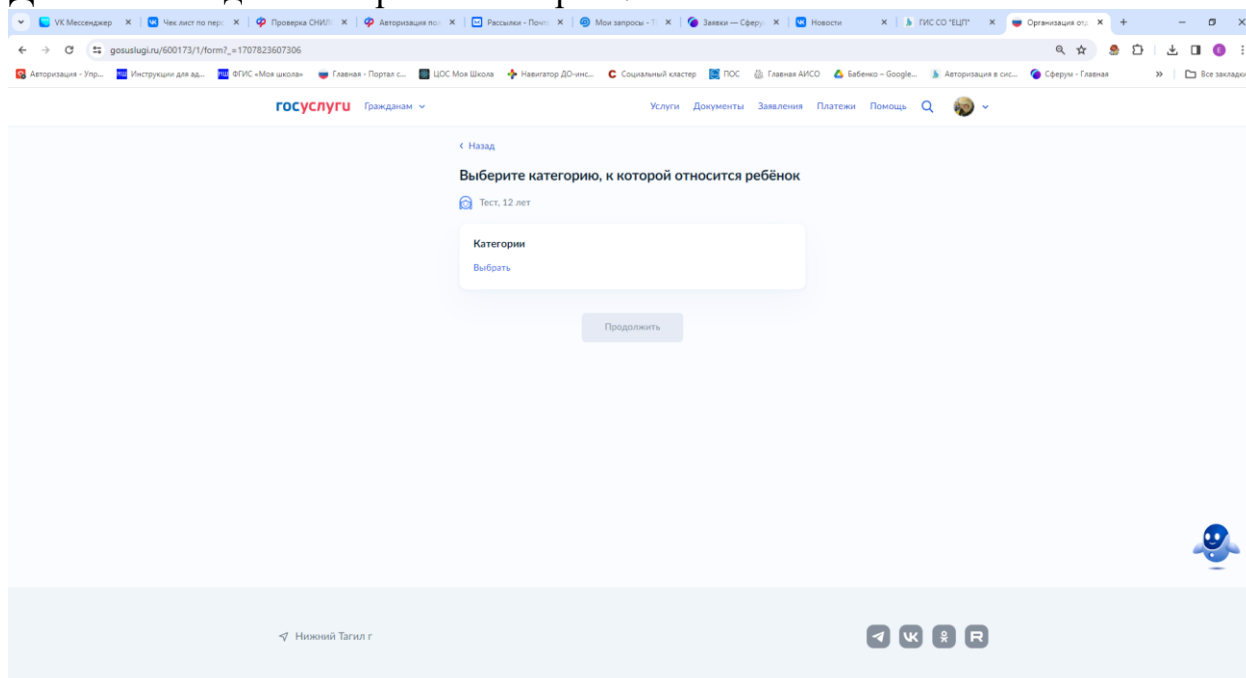 VK Мессенджер
Чек лист по пер
Проверка СНИЛ
Авторизация по
Рассылки - Почт
Мои запросы - Т
Заявки — Сферу
Новости
ГИС СО "ЕЦП"
Организация отд
gosuslugi.ru/600173/1/form?_=1707823607306
Авторизация - Упр...
Инструкции для ад...
ФГИС «Моя школа»
Главная - Портал с...
ЦОС Моя Школа
Навигатор ДО-инс...
Социальный кластер
ПОС
Главная АИСО
Бабенко – Google...
Авторизация в сис...
Сферум - Главная
»
Все закладки
госуслуги Гражданам
Услуги Документы Заявления Платежи Помощь
Назад
Выберите категорию, к которой относится ребёнок
Тест, 12 лет
Категории
Выбрать
Продолжить
Нижний Тагил г